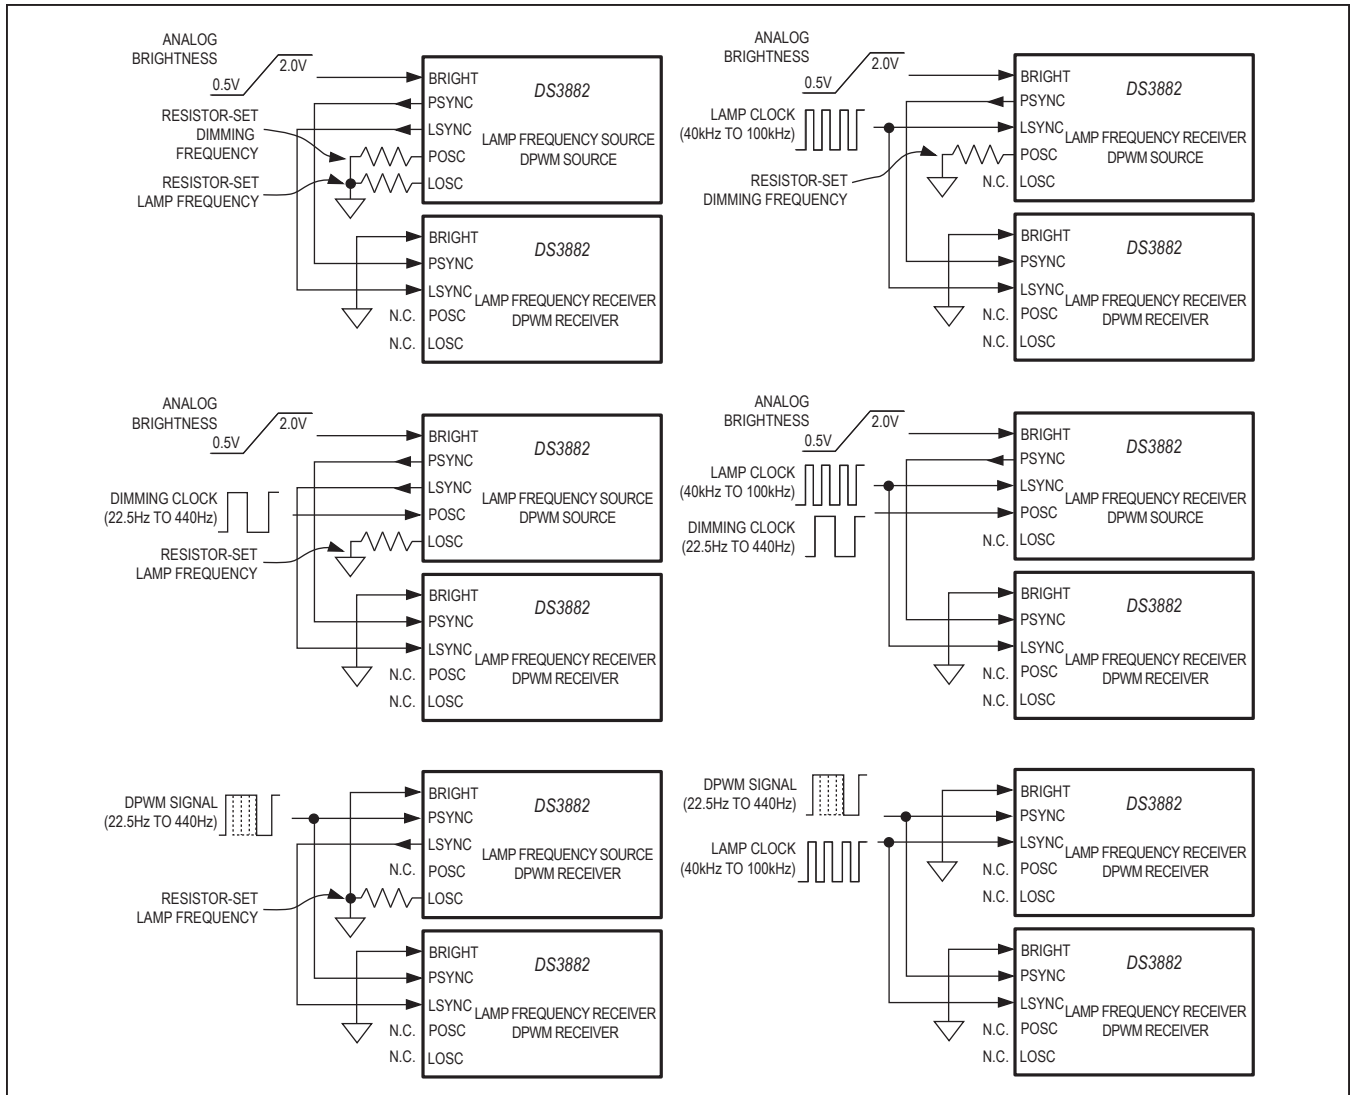 ANALOG
BRIGHTNESS
0.5V
2.0V
RESISTOR-SET
DIMMING
FREQUENCY
RESISTOR-SET
LAMP FREQUENCY
BRIGHT
PSYNC
LSYNC
POSC
LOSC
DS3882
LAMP FREQUENCY SOURCE
DPWM SOURCE
BRIGHT
PSYNC
LSYNC
N.C. POSC
N.C. LOSC
DS3882
LAMP FREQUENCY RECEIVER
DPWM RECEIVER
ANALOG
BRIGHTNESS
0.5V
2.0V
LAMP CLOCK
(40kHz TO 100kHz)
RESISTOR-SET
DIMMING FREQUENCY
BRIGHT
PSYNC
LSYNC
POSC
N.C. LOSC
DS3882
LAMP FREQUENCY RECEIVER
DPWM SOURCE
BRIGHT
PSYNC
LSYNC
N.C. POSC
N.C. LOSC
DS3882
LAMP FREQUENCY RECEIVER
DPWM RECEIVER
ANALOG
BRIGHTNESS
0.5V
2.0V
DIMMING CLOCK
(22.5Hz TO 440Hz)
RESISTOR-SET
LAMP FREQUENCY
BRIGHT
PSYNC
LSYNC
POSC
LOSC
DS3882
LAMP FREQUENCY SOURCE
DPWM SOURCE
BRIGHT
PSYNC
LSYNC
N.C. POSC
N.C. LOSC
DS3882
LAMP FREQUENCY RECEIVER
DPWM RECEIVER
ANALOG
BRIGHTNESS
0.5V
2.0V
LAMP CLOCK
(40kHz TO 100kHz)
DIMMING CLOCK
(22.5Hz TO 440Hz)
BRIGHT
PSYNC
LSYNC
POSC
N.C. LOSC
DS3882
LAMP FREQUENCY RECEIVER
DPWM SOURCE
BRIGHT
PSYNC
LSYNC
N.C. POSC
N.C. LOSC
DS3882
LAMP FREQUENCY RECEIVER
DPWM RECEIVER
DPWM SIGNAL
(22.5Hz TO 440Hz)
RESISTOR-SET
LAMP FREQUENCY
BRIGHT
PSYNC
LSYNC
N.C. POSC
LOSC
DS3882
LAMP FREQUENCY SOURCE
DPWM RECEIVER
BRIGHT
PSYNC
LSYNC
N.C. POSC
N.C. LOSC
DS3882
LAMP FREQUENCY RECEIVER
DPWM RECEIVER
DPWM SIGNAL
(22.5Hz TO 440Hz)
LAMP CLOCK
(40kHz TO 100kHz)
BRIGHT
PSYNC
LSYNC
N.C. POSC
N.C. LOSC
DS3882
LAMP FREQUENCY RECEIVER
DPWM RECEIVER
BRIGHT
PSYNC
LSYNC
N.C. POSC
N.C. LOSC
DS3882
LAMP FREQUENCY RECEIVER
DPWM RECEIVER